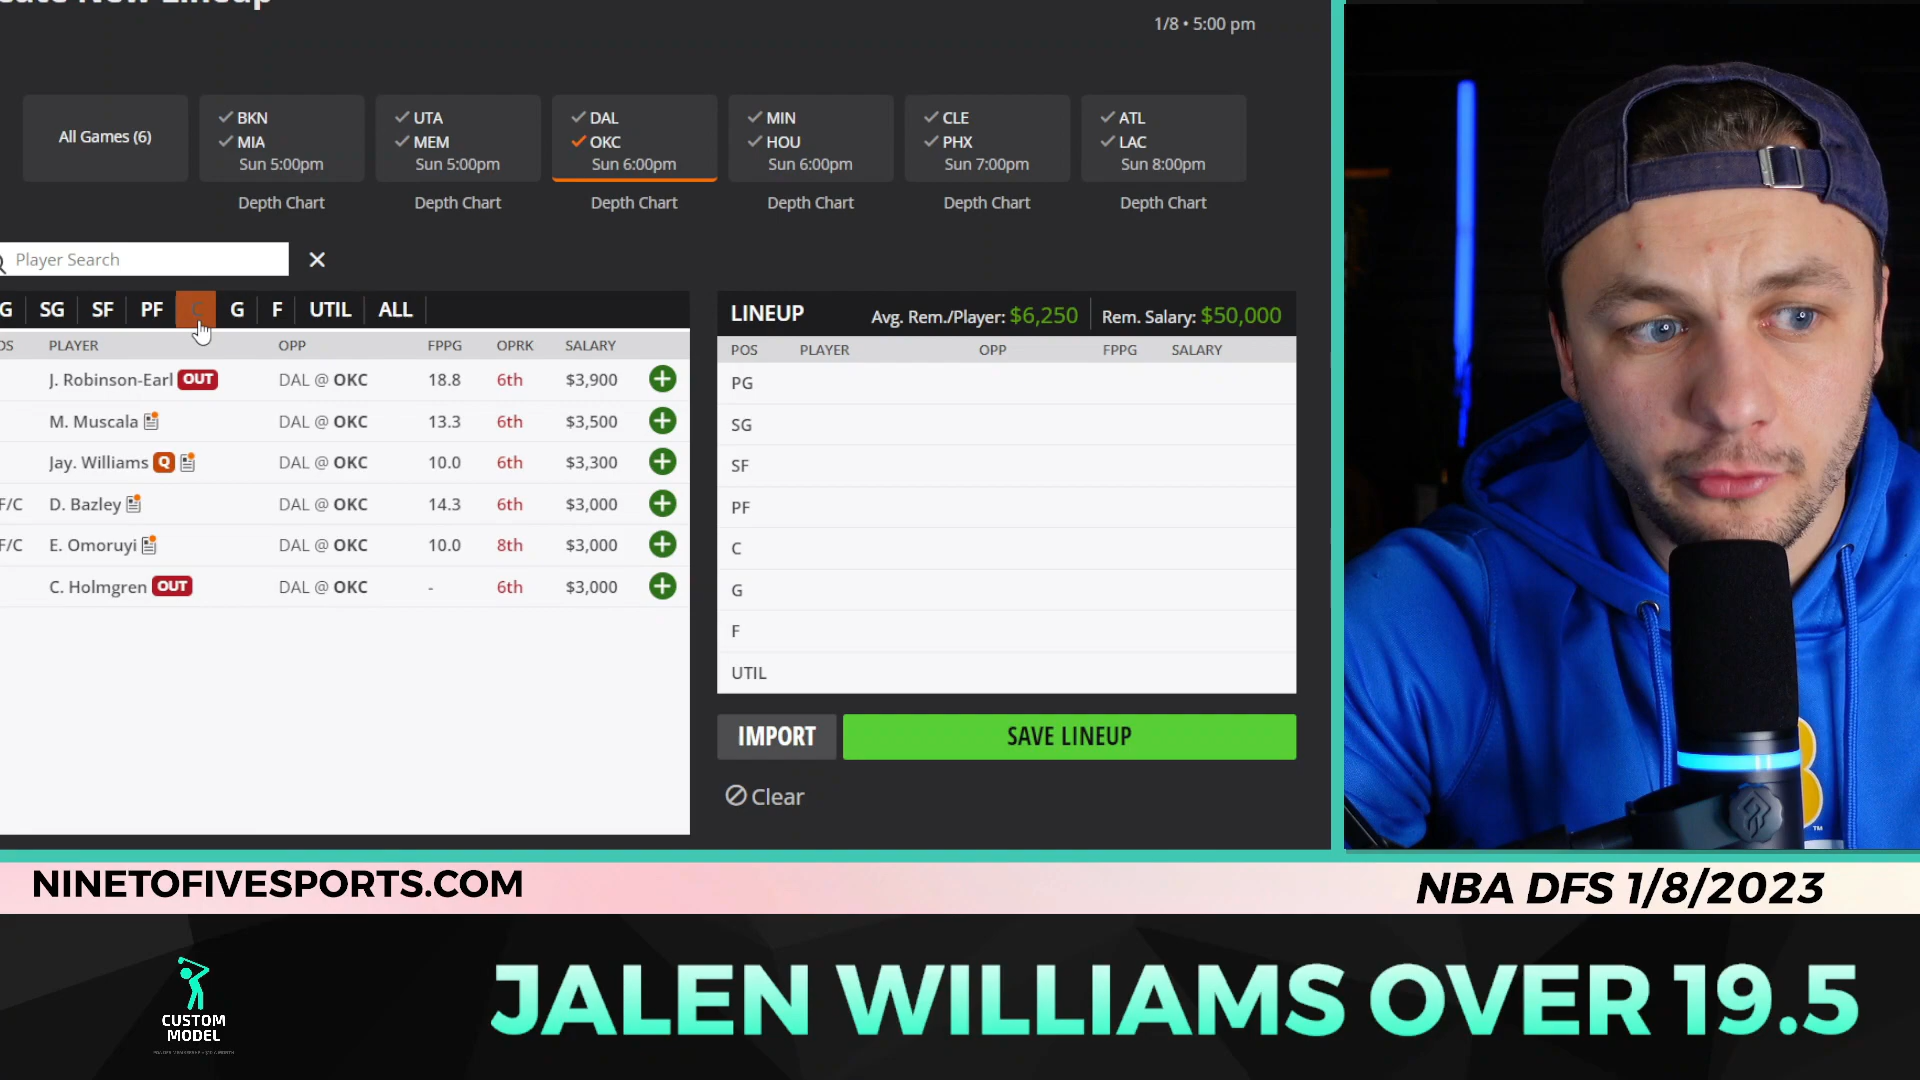 1/8 • 5:00 pm
All Games (6)
BKN
MIA
Sun 5:00pm
UTA
MEM
Sun 5:00pm
DAL
OKC
Sun 6:00pm
MIN
HOU
Sun 6:00pm
CLE
PHX
Sun 7:00pm
ATL
LAC
Sun 8:00pm
Depth Chart Depth Chart Depth Chart Depth Chart Depth Chart Depth Chart
Player Search
G SG SF PF C G F UTIL ALL
OS PLAYER OPP FPPG OPRK SALARY
J. Robinson-Earl OUT DAL @ OKC 18.8 6th $3,900
M. Muscala DAL @ OKC 13.3 6th $3,500
Jay. Williams Q DAL @ OKC 10.0 6th $3,300
F/C D. Bazley DAL @ OKC 14.3 6th $3,000
F/C E. Omoruyi DAL @ OKC 10.0 8th $3,000
C. Holmgren OUT DAL @ OKC - 6th $3,000
LINEUP Avg. Rem./Player: $6,250 Rem. Salary: $50,000
POS PLAYER OPP FPPG SALARY
PG
SG
SF
PF
C
G
F
UTIL
IMPORT SAVE LINEUP
Clear
TM
NINETOFIVESPORTS.COM
NBA DFS 1/8/2023
CUSTOM
MODEL
JALEN WILLIAMS OVER 19.5